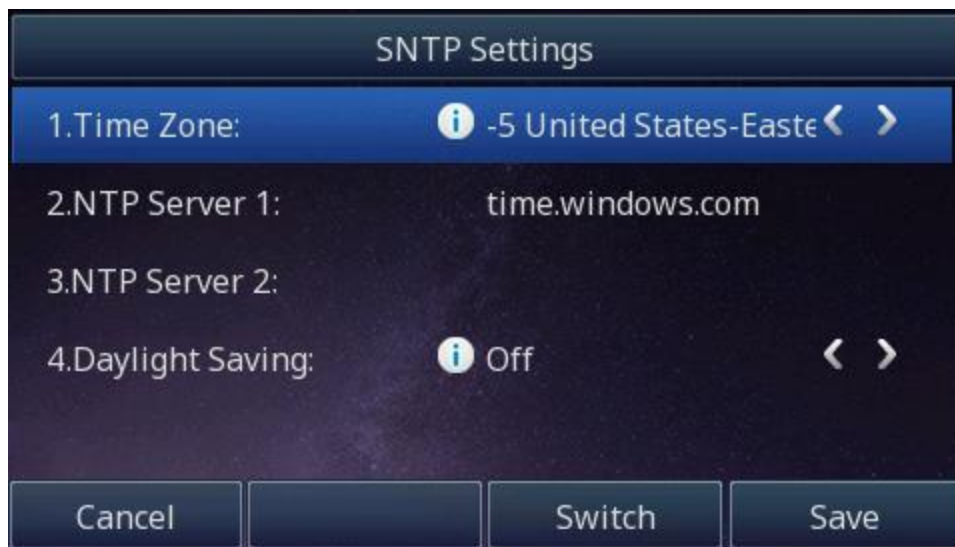 SNTP Settings
1.Time Zone: -5 United States-Easte
2.NTP Server 1: time.windows.com
3.NTP Server 2:
4.Daylight Saving: Off
Cancel Switch Save